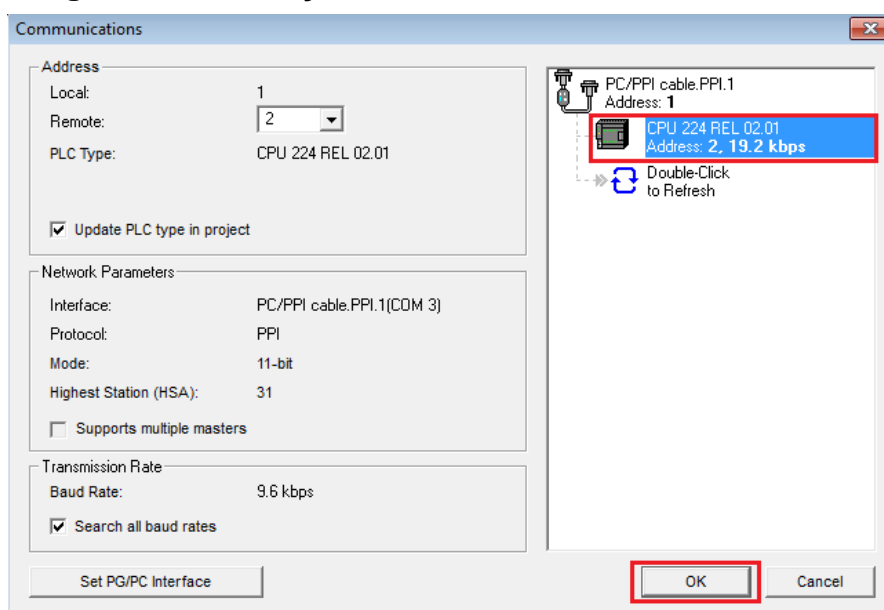 Communications
Address
Local: 1
Remote: 2
PLC Type: CPU 224 REL 02.01
Update PLC type in project
Network Parameters
Interface: PC/PPI cable.PPI.1(COM 3)
Protocol: PPI
Mode: 11-bit
Highest Station (HSA): 31
Supports multiple masters
Transmission Rate
Baud Rate: 9.6 kbps
Search all baud rates
Set PG/PC Interface
PC/PPI cable.PPI.1
Address: 1
CPU 224 REL 02.01
Address: 2, 19.2 kbps
Double-Click
to Refresh
OK
Cancel